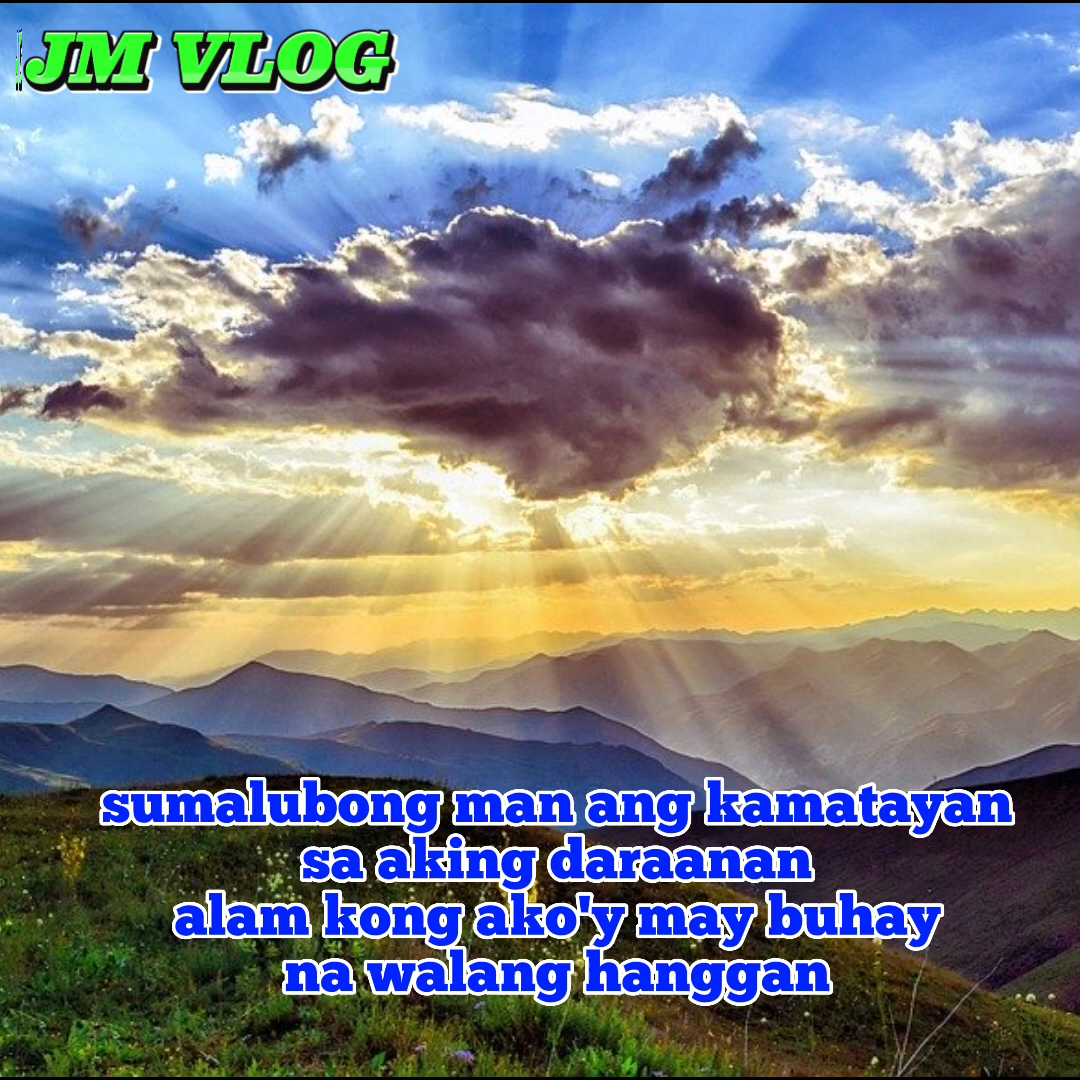 JM VLOG
sumalubong man ang kamatayan
sa aking daraanan
alam kong ako'y may buhay
na walang hanggan